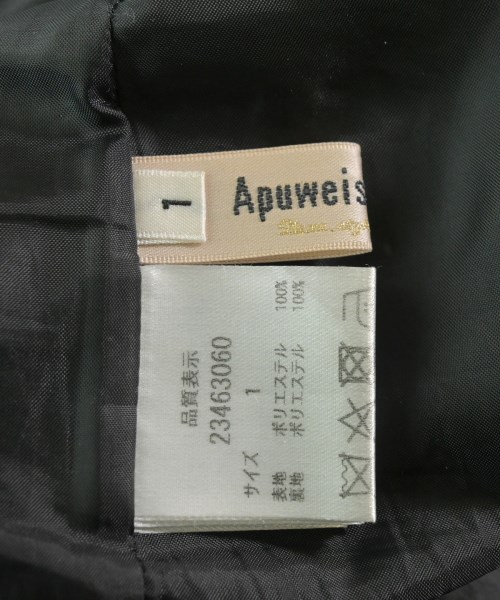 1
Apuweis
品質表示
23463060
サイズ 1
表地 ポリエステル 100%
裏地 ポリエステル 100%